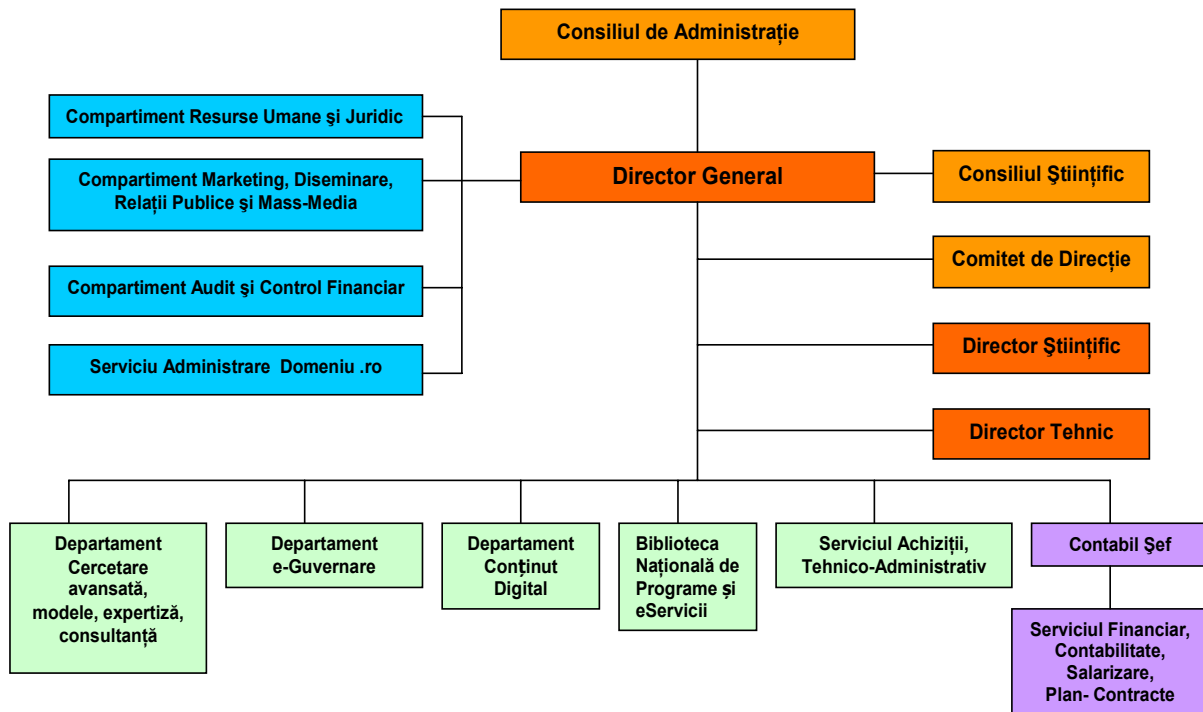 Consiliul de Administrație
Compartiment Resurse Umane şi Juridic
Compartiment Marketing, Diseminare,
Relații Publice şi Mass-Media
Compartiment Audit şi Control Financiar
Serviciu Administrare Domeniu .ro
Director General
Consiliul Ştiințific
Comitet de Direcție
Director Ştiințific
Director Tehnic
Departament
Cercetare
avansată,
modele, expertiză,
consultanță
Departament
e-Guvernare
Departament
Conținut
Digital
Biblioteca
Națională de
Programe și
eServicii
Serviciul Achiziții,
Tehnico-Administrativ
Contabil Şef
Serviciul Financiar,
Contabilitate,
Salarizare,
Plan- Contracte